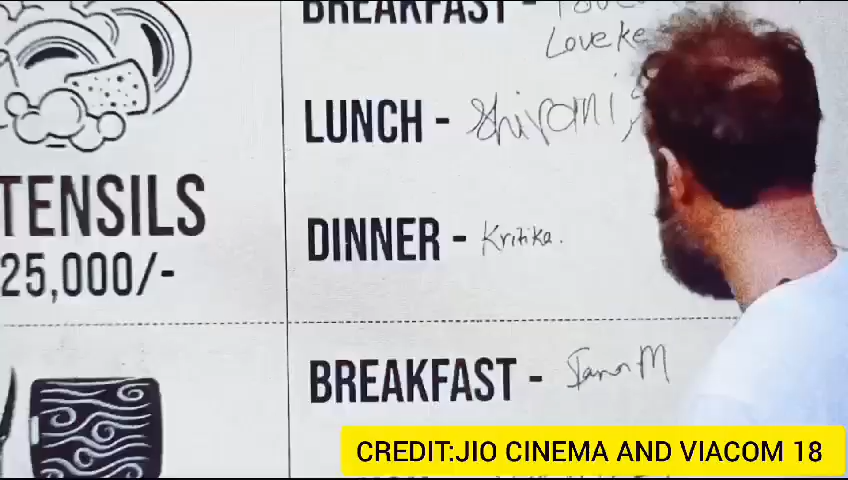 BREAKFAST -
Loveke
LUNCH - Shivani,
TENSILS
25,000/-
DINNER - Kritika.
BREAKFAST - M
CREDIT:JIO CINEMA AND VIACOM 18